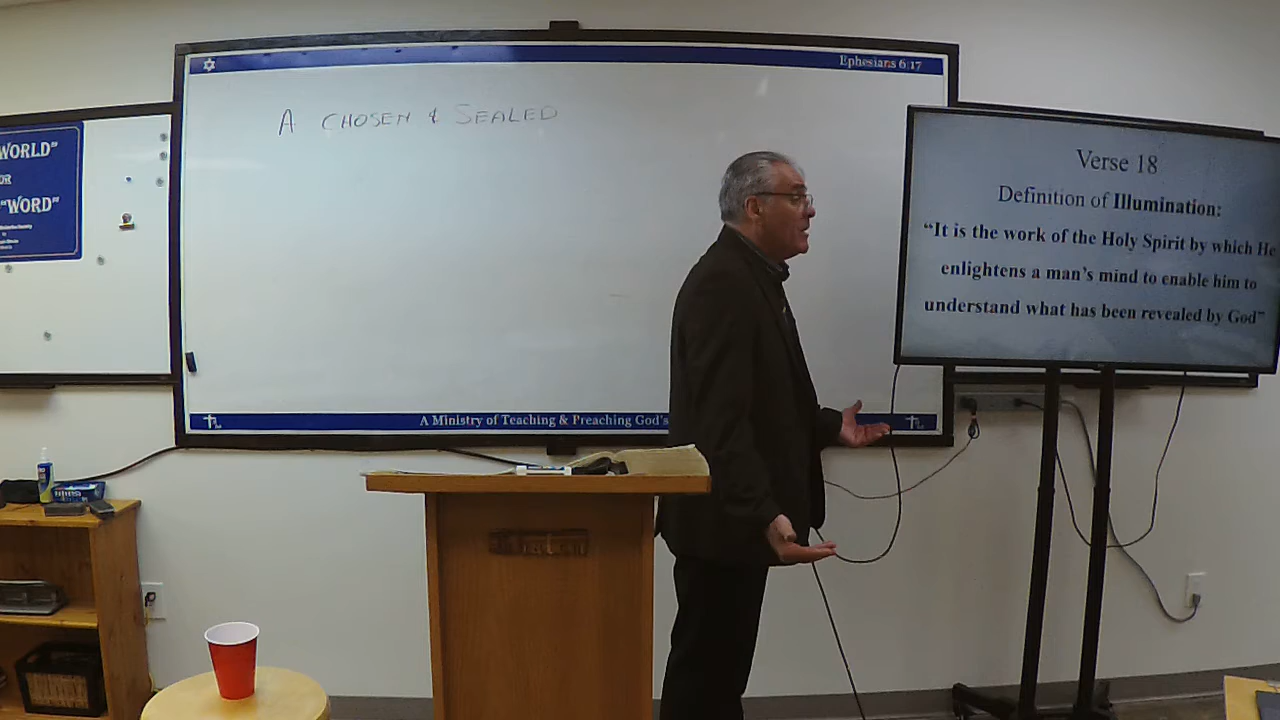 Ephesians 6:17
A CHOSEN & SEALED
WORLD"
OR
"WORD"
Verse 18
Definition of Illumination:
"It is the work of the Holy Spirit by which He
enlightens a man's mind to enable him to
understand what has been revealed by God"
A Ministry of Teaching & Preaching God's